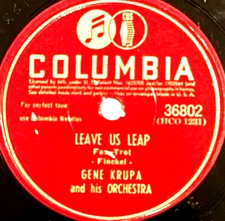 COLUMBIA
For perfect tone
use Columbia Needles
36802
(HCO 1231)
LEAVE US LEAP
Fox-Trot
- Finckel -
GENE KRUPA
and his ORCHESTRA